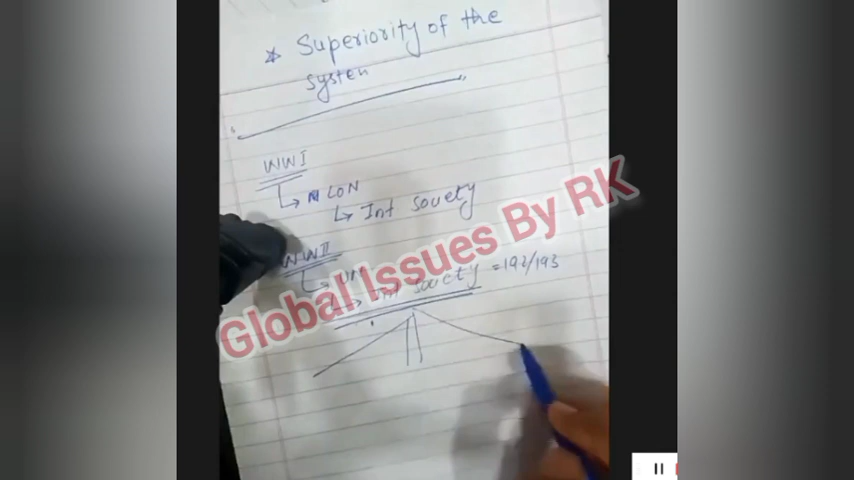 * Superiority of the
system
WWI
↳ LON
↳ Int society
WWII
↳ UN
↳ Int society = 192/193
Global Issues By RK